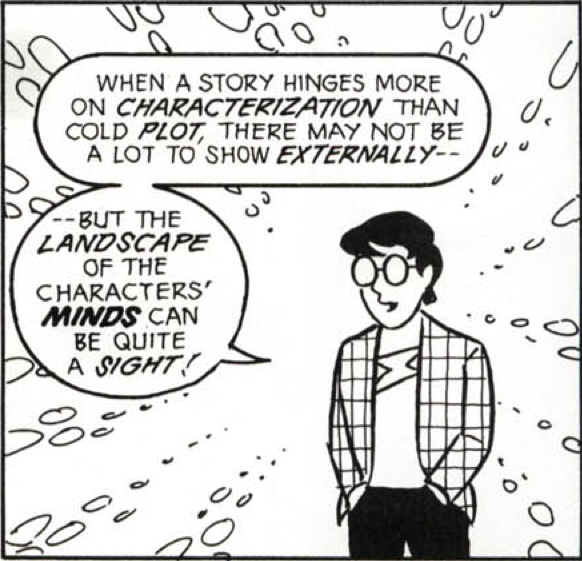 WHEN A STORY HINGES MORE
ON CHARACTERIZATION THAN
COLD PLOT, THERE MAY NOT BE
A LOT TO SHOW EXTERNALLY--
--BUT THE
LANDSCAPE
OF THE
CHARACTERS'
MINDS CAN
BE QUITE
A SIGHT!